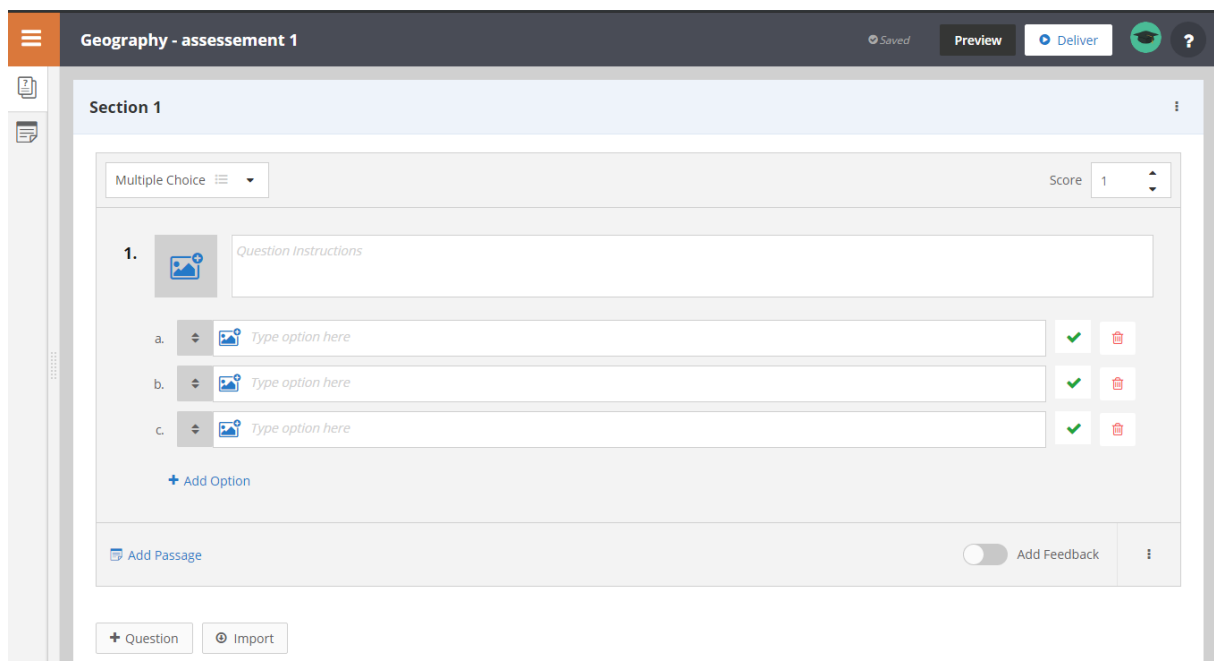 Geography - assessement 1
Saved
Preview
Deliver
?
Section 1
Multiple Choice
Score 1
1. Question Instructions
a. Type option here
b. Type option here
c. Type option here
+ Add Option
Add Passage
Add Feedback
+ Question
Import